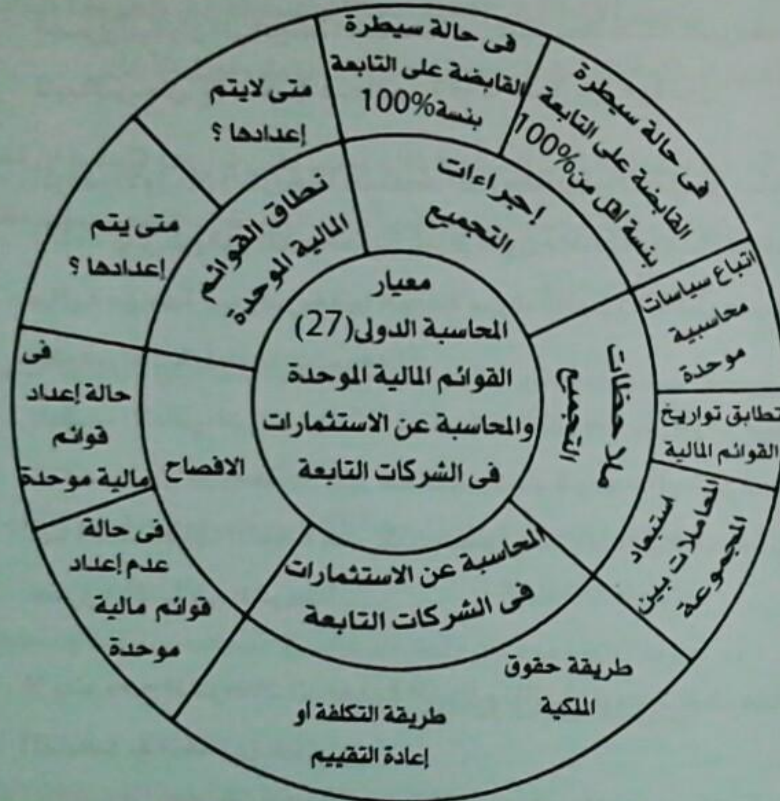 معيار
المحاسبة الدولى(27)
القوائم المالية الموحدة
والمحاسبة عن الاستثمارات
فى الشركات التابعة
نطاق القوائم
المالية الموحدة
متى يتم
إعدادها ؟
متى لايتم
إعدادها ؟
إجراءات
التجميع
فى حالة سيطرة
القابضة على التابعة
بنسة100%
فى حالة سيطرة
القابضة على التابعة
بنسة اقل من100%
ملاحظات
التجميع
اتباع سياسات
محاسبية
موحدة
تطابق تواريخ
القوائم المالية
استبعاد
المعاملات بين
المجموعة
المحاسبة عن الاستثمارات
فى الشركات التابعة
طريقة حقوق
الملكية
طريقة التكلفة او
إعادة التقييم
الافصاح
فى
حالة إعداد
قوائم
مالية موحدة
فى حالة
عدم إعداد
قوائم مالية
موحدة